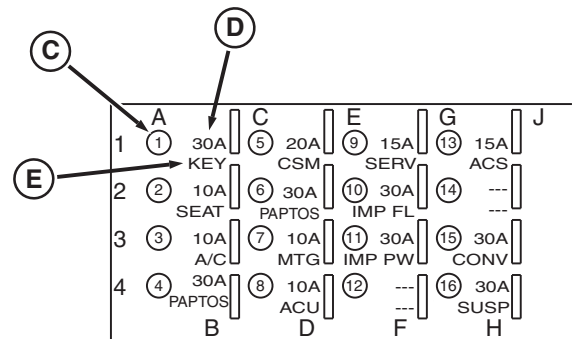 D
C
A C E G J
1 1 30A 5 20A 9 15A 13 15A
KEY CSM SERV ACS
E
2 2 10A 6 30A 10 30A 14 ---
SEAT PAPTOS IMP FL ---
3 3 10A 7 10A 11 30A 15 30A
A/C MTG IMP PW CONV
4 4 30A 8 10A 12 --- 16 30A
PAPTOS ACU --- SUSP
B D F H